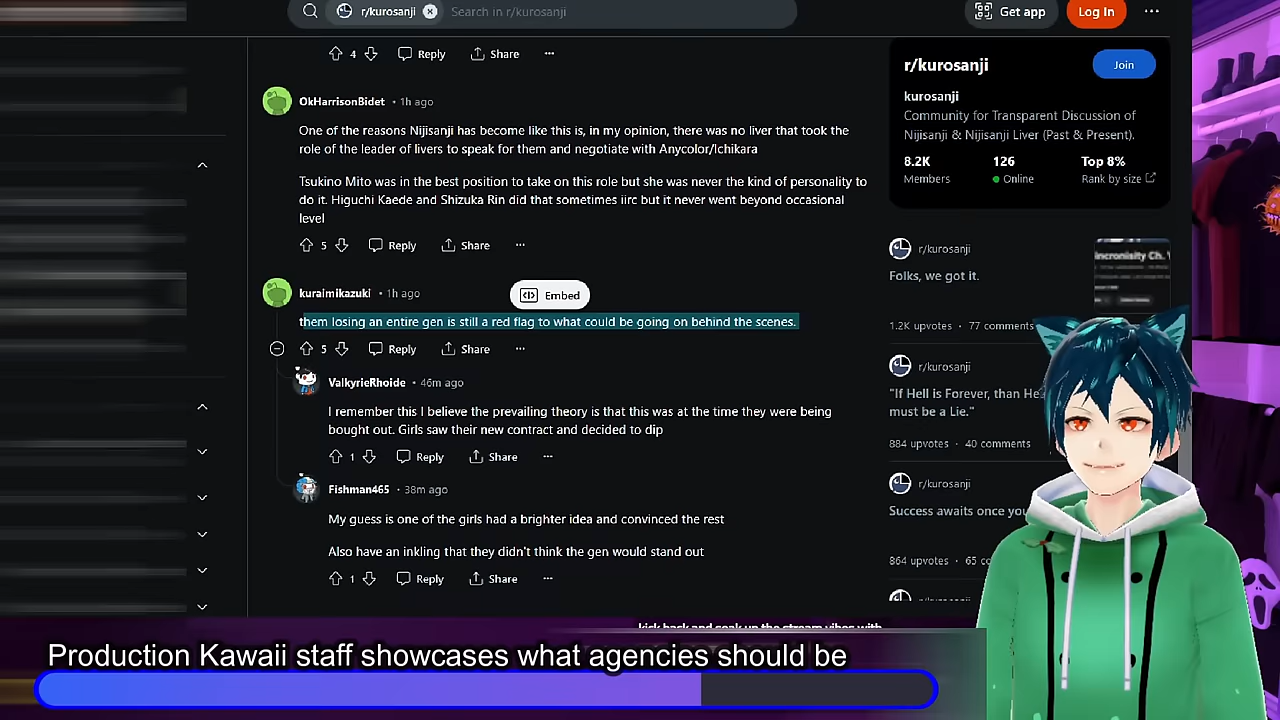 r/kurosanji
Search in r/kurosanji
Get app
Log In
4
Reply
Share
OkHarrisonBidet • 1h ago
One of the reasons Nijisanji has become like this is, in my opinion, there was no liver that took the
role of the leader of livers to speak for them and negotiate with Anycolor/Ichikara
Tsukino Mito was in the best position to take on this role but she was never the kind of personality to
do it. Higuchi Kaede and Shizuka Rin did that sometimes iirc but it never went beyond occasional
level
5
Reply
Share
kuraimikazuki • 1h ago
Embed
them losing an entire gen is still a red flag to what could be going on behind the scenes.
5
Reply
Share
ValkyrieRhoide • 46m ago
I remember this I believe the prevailing theory is that this was at the time they were being
bought out. Girls saw their new contract and decided to dip
1
Reply
Share
Fishman465 • 38m ago
My guess is one of the girls had a brighter idea and convinced the rest
Also have an inkling that they didn't think the gen would stand out
1
Reply
Share
r/kurosanji
Join
kurosanji
Community for Transparent Discussion of
Nijisanji & Nijisanji Liver (Past & Present).
8.2K
126
Top 8%
Members
Online
Rank by size
r/kurosanji
Folks, we got it.
1.2K upvotes • 77 comments
r/kurosanji
"If Hell is Forever, than He
must be a Lie."
884 upvotes • 40 comments
r/kurosanji
Success awaits once you
864 upvotes • 65 co
Production Kawaii staff showcases what agencies should be